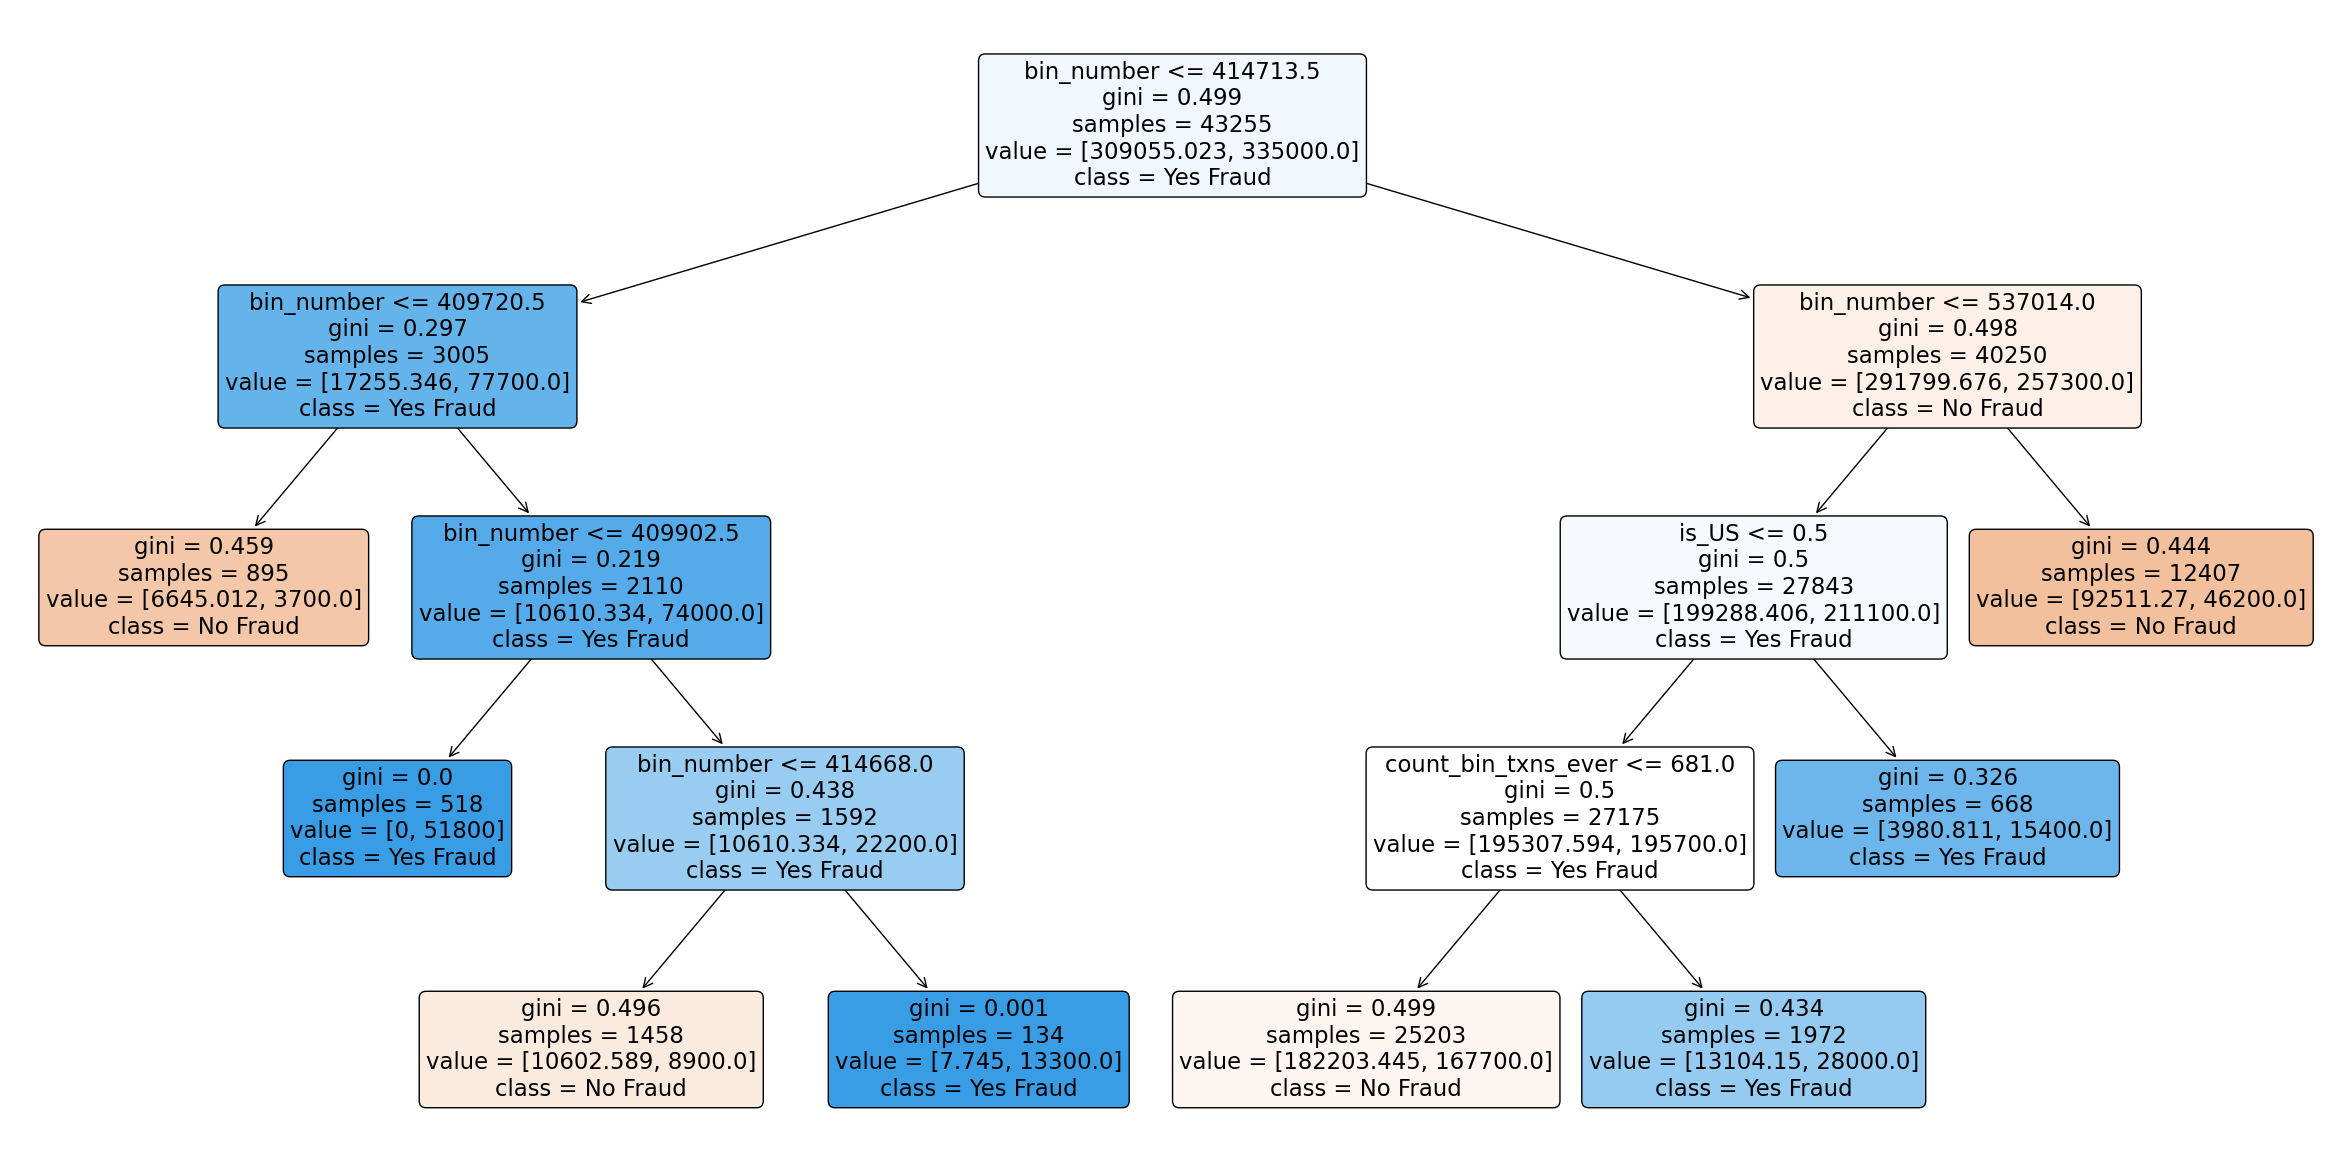 bin_number <= 414713.5
gini = 0.499
samples = 43255
value = [309055.023, 335000.0]
class = Yes Fraud
bin_number <= 409720.5
gini = 0.297
samples = 3005
value = [17255.346, 77700.0]
class = Yes Fraud
bin_number <= 537014.0
gini = 0.498
samples = 40250
value = [291799.676, 257300.0]
class = No Fraud
gini = 0.459
samples = 895
value = [6645.012, 3700.0]
class = No Fraud
bin_number <= 409902.5
gini = 0.219
samples = 2110
value = [10610.334, 74000.0]
class = Yes Fraud
is_US <= 0.5
gini = 0.5
samples = 27843
value = [199288.406, 211100.0]
class = Yes Fraud
gini = 0.444
samples = 12407
value = [92511.27, 46200.0]
class = No Fraud
gini = 0.0
samples = 518
value = [0, 51800]
class = Yes Fraud
bin_number <= 414668.0
gini = 0.438
samples = 1592
value = [10610.334, 22200.0]
class = Yes Fraud
count_bin_txns_ever <= 681.0
gini = 0.5
samples = 27175
value = [195307.594, 195700.0]
class = Yes Fraud
gini = 0.326
samples = 668
value = [3980.811, 15400.0]
class = Yes Fraud
gini = 0.496
samples = 1458
value = [10602.589, 8900.0]
class = No Fraud
gini = 0.001
samples = 134
value = [7.745, 13300.0]
class = Yes Fraud
gini = 0.499
samples = 25203
value = [182203.445, 167700.0]
class = No Fraud
gini = 0.434
samples = 1972
value = [13104.15, 28000.0]
class = Yes Fraud